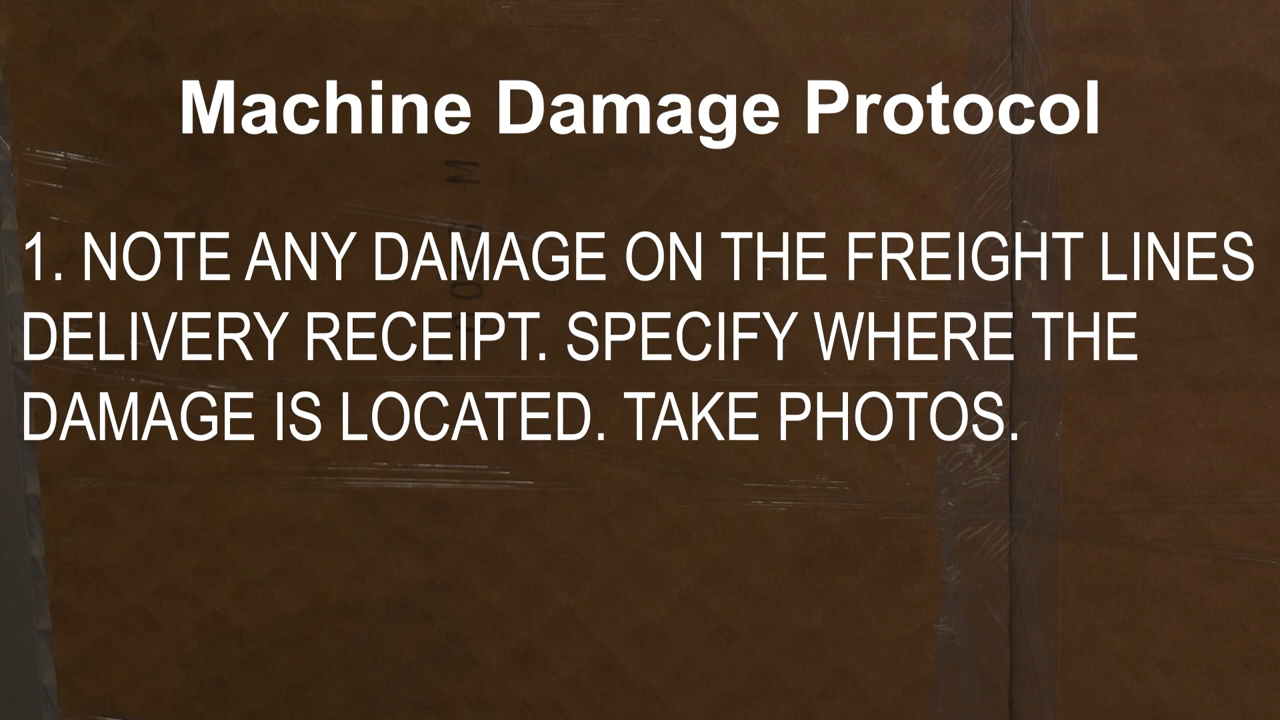 Machine Damage Protocol
1. NOTE ANY DAMAGE ON THE FREIGHT LINES
DELIVERY RECEIPT. SPECIFY WHERE THE
DAMAGE IS LOCATED. TAKE PHOTOS.